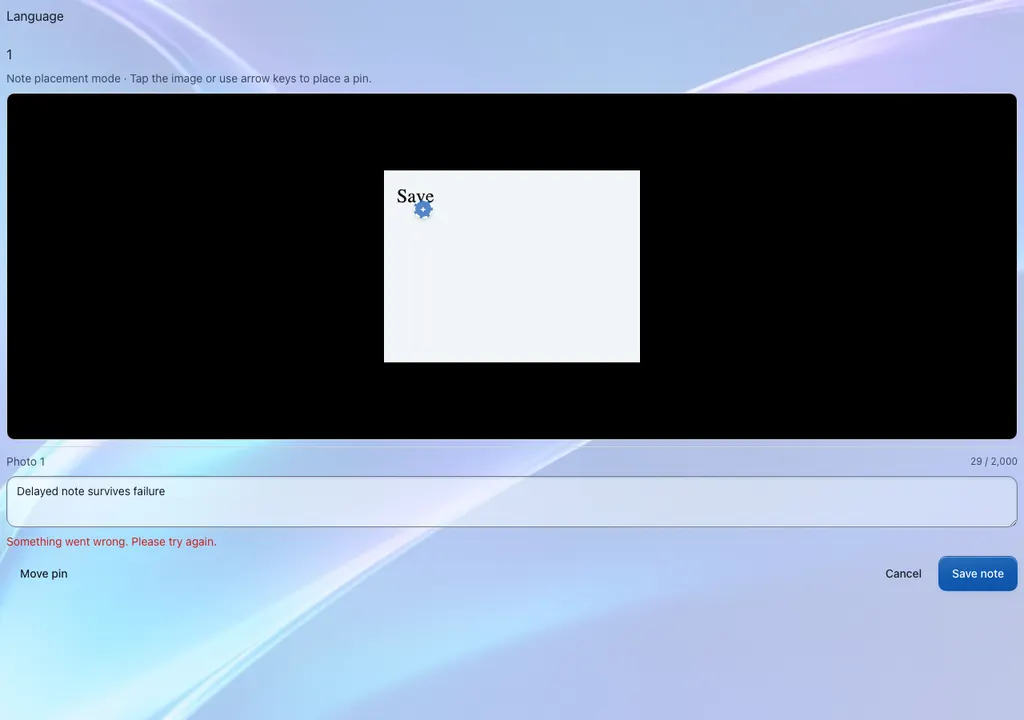 Language
1
Note placement mode · Tap the image or use arrow keys to place a pin.
Save
Photo 1
29 / 2,000
Delayed note survives failure
Something went wrong. Please try again.
Move pin
Cancel
Save note